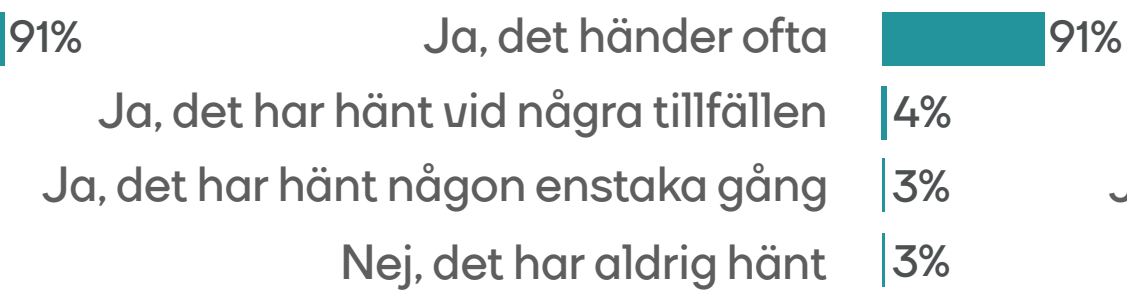 91% Ja, det händer ofta 91%
Ja, det har hänt vid några tillfällen 4%
Ja, det har hänt någon enstaka gång 3%
Nej, det har aldrig hänt 3%